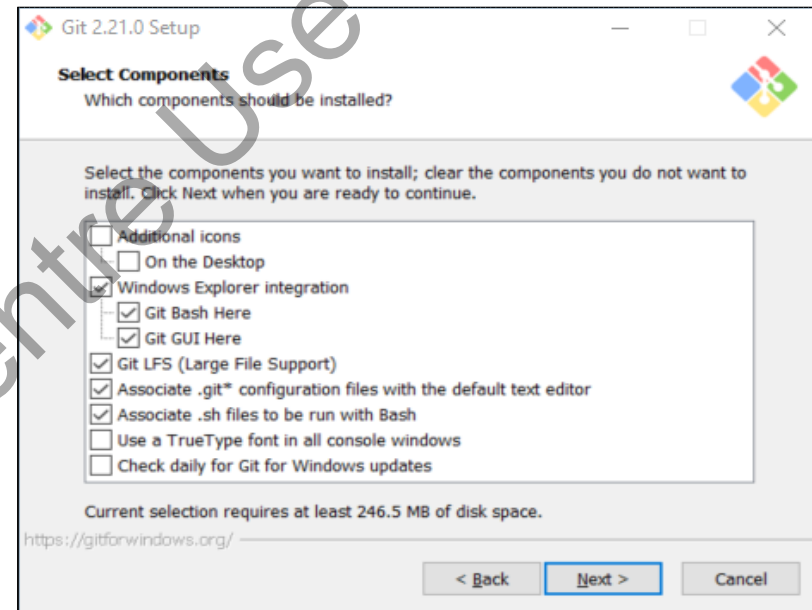 Git 2.21.0 Setup
Select Components
Which components should be installed?
Select the components you want to install; clear the components you do not want to
install. Click Next when you are ready to continue.
Additional icons
On the Desktop
Windows Explorer integration
Git Bash Here
Git GUI Here
Git LFS (Large File Support)
Associate .git* configuration files with the default text editor
Associate .sh files to be run with Bash
Use a TrueType font in all console windows
Check daily for Git for Windows updates
Current selection requires at least 246.5 MB of disk space.
https://gitforwindows.org/
< Back Next > Cancel
entre Use